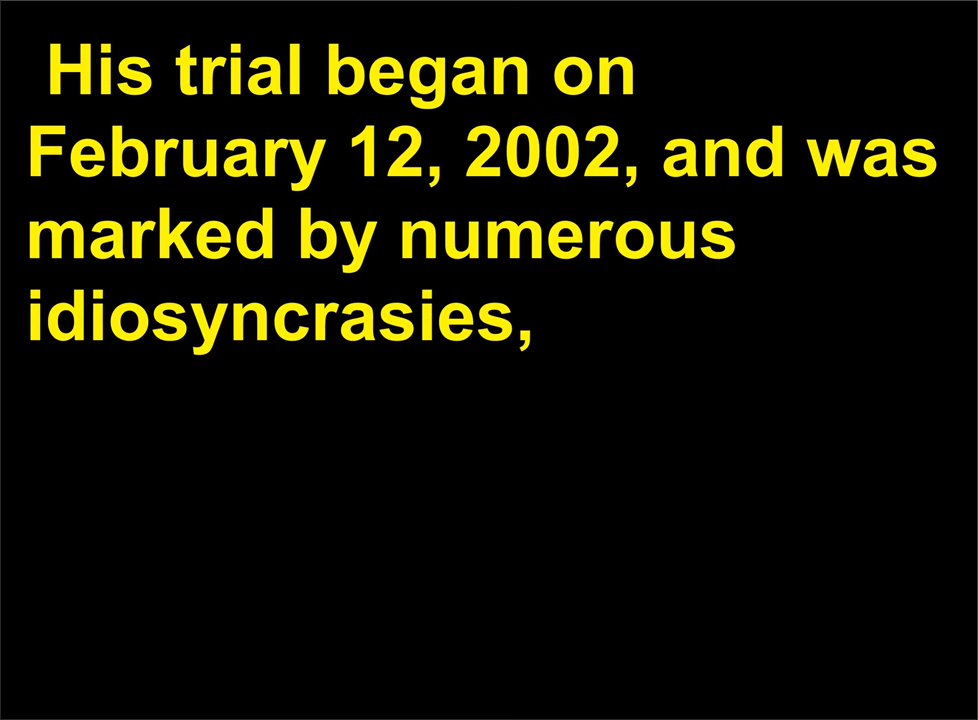 His trial began on
February 12, 2002, and was
marked by numerous
idiosyncrasies,